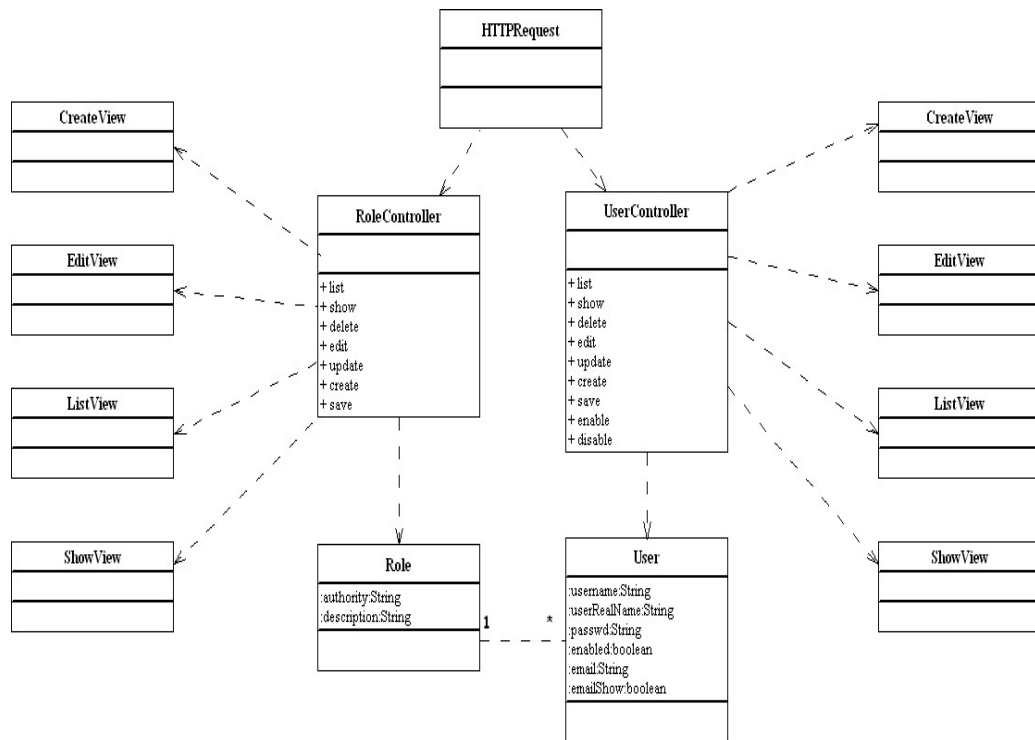 HTTPRequest
CreateView
EditView
ListView
ShowView
RoleController
+ list
+ show
+ delete
+ edit
+ update
+ create
+ save
UserController
+ list
+ show
+ delete
+ edit
+ update
+ create
+ save
+ enable
+ disable
CreateView
EditView
ListView
ShowView
Role
:authority:String
:description:String
1
*
User
:username:String
:userRealName:String
:passwd:String
:enabled:boolean
:email:String
:emailShow:boolean